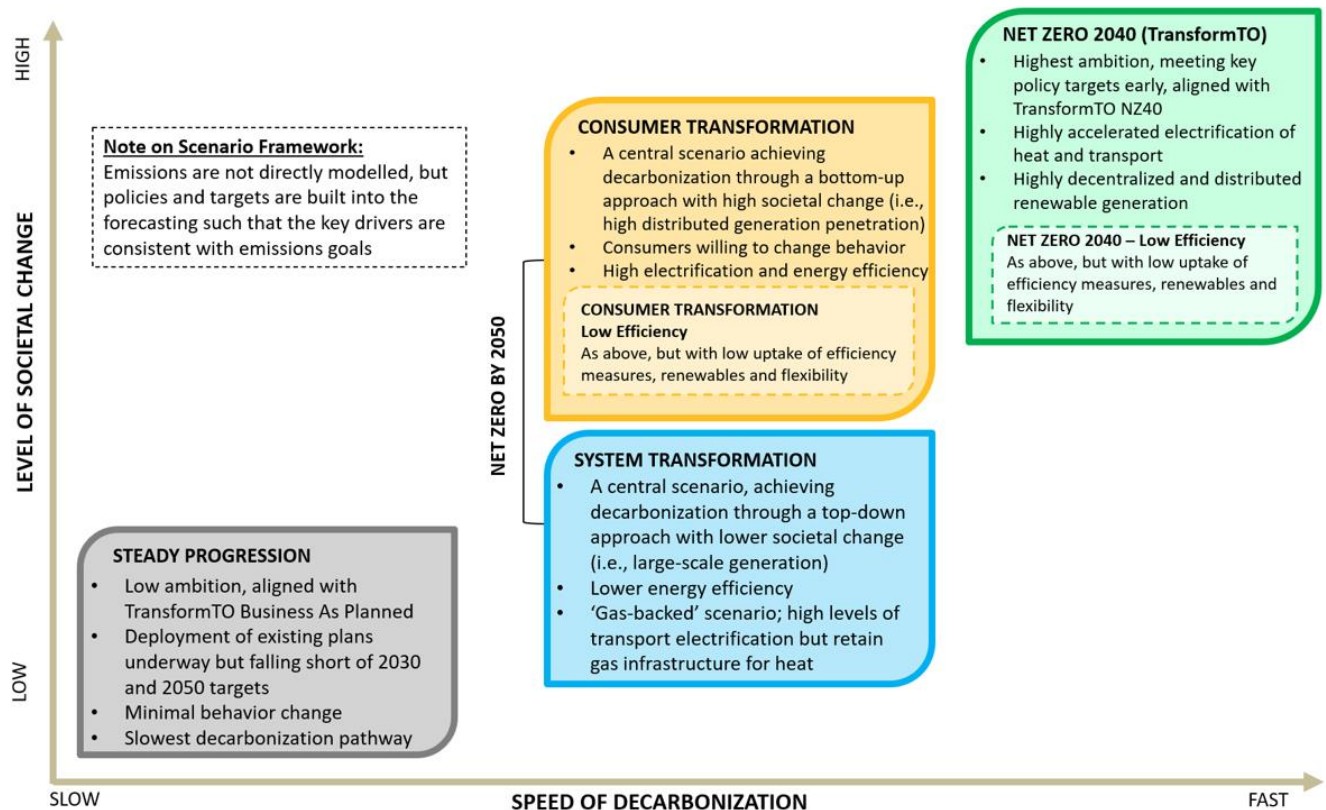 HIGH
LEVEL OF SOCIETAL CHANGE
LOW
Note on Scenario Framework:
Emissions are not directly modelled, but
policies and targets are built into the
forecasting such that the key drivers are
consistent with emissions goals
STEADY PROGRESSION
• Low ambition, aligned with
TransformTO Business As Planned
• Deployment of existing plans
underway but falling short of 2030
and 2050 targets
• Minimal behavior change
• Slowest decarbonization pathway
NET ZERO BY 2050
CONSUMER TRANSFORMATION
• A central scenario achieving
decarbonization through a bottom-up
approach with high societal change (i.e.,
high distributed generation penetration)
• Consumers willing to change behavior
• High electrification and energy efficiency
CONSUMER TRANSFORMATION
Low Efficiency
As above, but with low uptake of efficiency
measures, renewables and flexibility
SYSTEM TRANSFORMATION
• A central scenario, achieving
decarbonization through a top-down
approach with lower societal change
(i.e., large-scale generation)
• Lower energy efficiency
• ‘Gas-backed’ scenario; high levels of
transport electrification but retain
gas infrastructure for heat
NET ZERO 2040 (TransformTO)
• Highest ambition, meeting key
policy targets early, aligned with
TransformTO NZ40
• Highly accelerated electrification of
heat and transport
• Highly decentralized and distributed
renewable generation
NET ZERO 2040 – Low Efficiency
As above, but with low uptake of
efficiency measures, renewables and
flexibility
SLOW
SPEED OF DECARBONIZATION
FAST